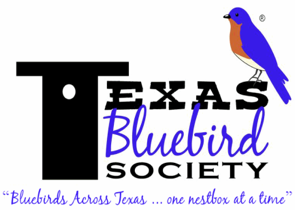 TEXAS
®
Bluebird
SOCIETY
"Bluebirds Across Texas ... one nestbox at a time"